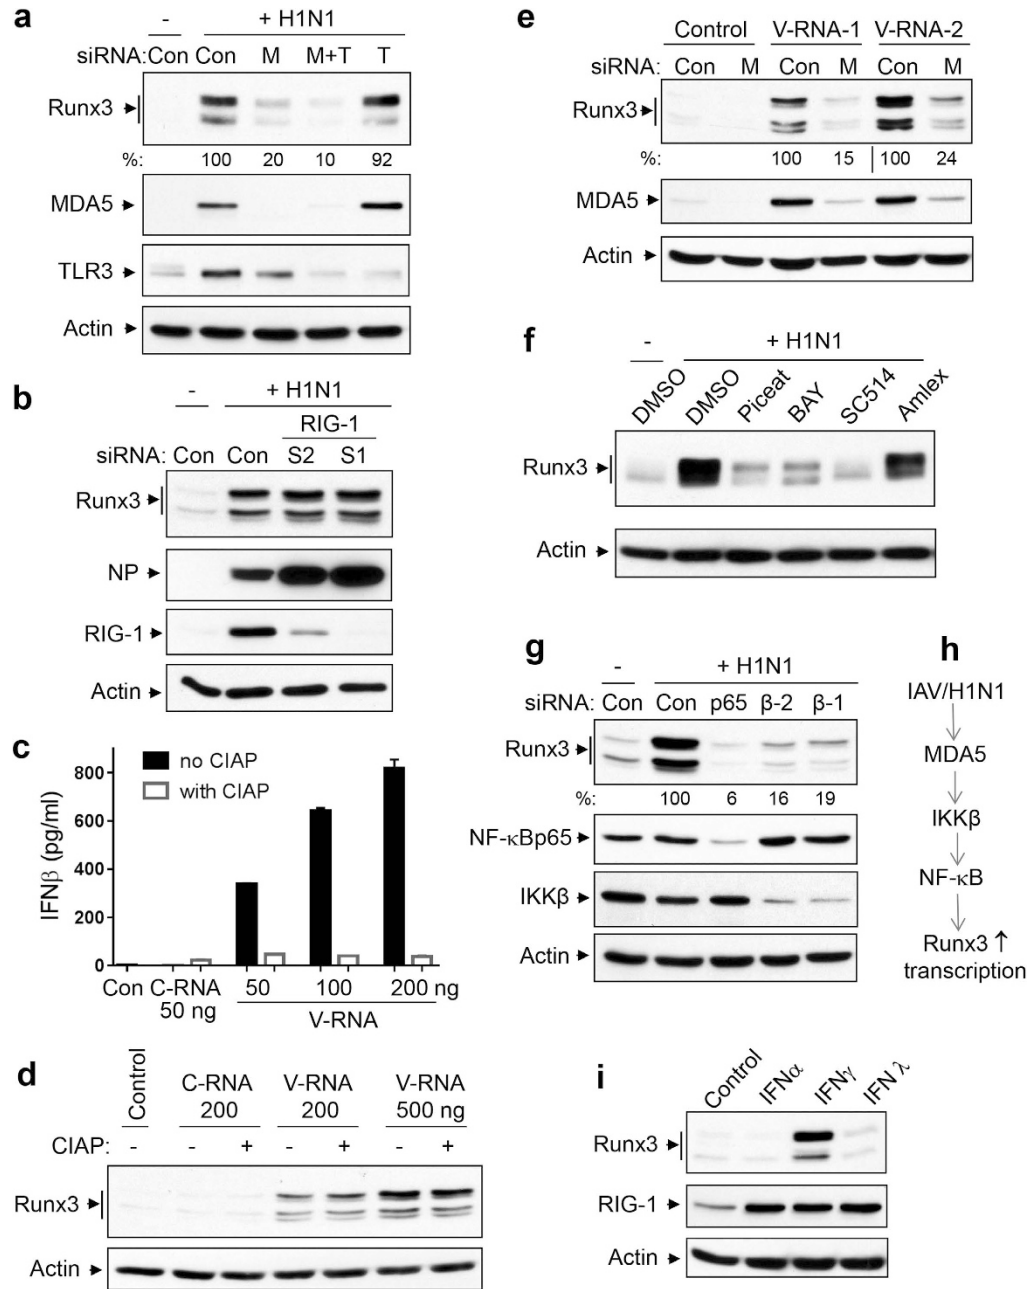 a
- + H1N1
siRNA: Con Con M M+T T
Runx3
%: 100 20 10 92
MDA5
TLR3
Actin
b
- + H1N1
RIG-1
siRNA: Con Con S2 S1
Runx3
NP
RIG-1
Actin
c
no CIAP
with CIAP
IFNβ (pg/ml)
800
600
400
200
0
Con C-RNA 50 100 200 ng
50 ng
V-RNA
d
Control
C-RNA V-RNA V-RNA
200 200 500 ng
CIAP: - - + - + - +
Runx3
Actin
e
Control V-RNA-1 V-RNA-2
siRNA: Con M Con M Con M
Runx3
%: 100 15 100 24
MDA5
Actin
f
- + H1N1
DMSO DMSO Piceat BAY SC514 Amlex
Runx3
Actin
g
- + H1N1
siRNA: Con Con p65 β-2 β-1
Runx3
%: 100 6 16 19
NF-κBp65
IKKβ
Actin
h
IAV/H1N1
MDA5
IKKβ
NF-κB
Runx3 ↑
transcription
i
Control IFNα IFNγ IFN λ
Runx3
RIG-1
Actin